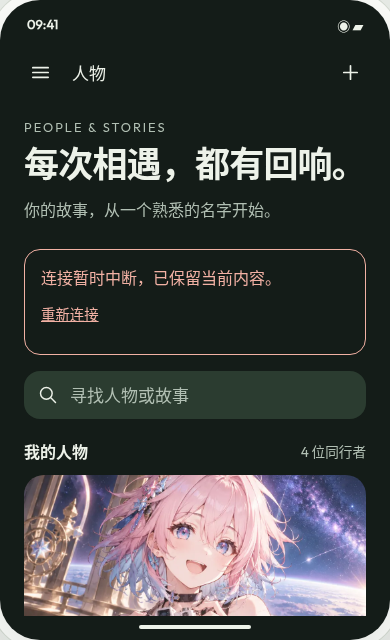 09:41
人物
PEOPLE & STORIES
每次相遇，都有回响。
你的故事，从一个熟悉的名字开始。
连接暂时中断，已保留当前内容。
重新连接
寻找人物或故事
我的人物
4 位同行者